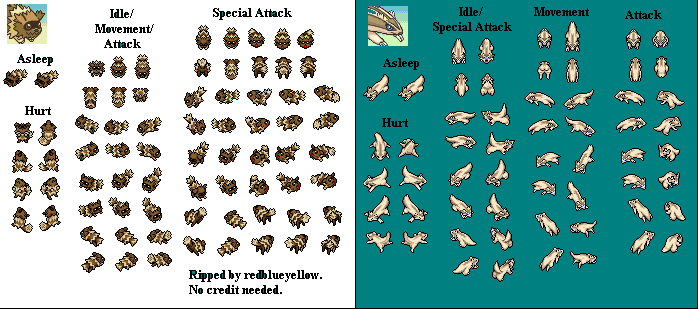 Asleep
Hurt
Idle/
Movement/
Attack
Special Attack
Ripped by redblueyellow.
No credit needed.
Asleep
Hurt
Idle/
Special Attack
Movement
Attack